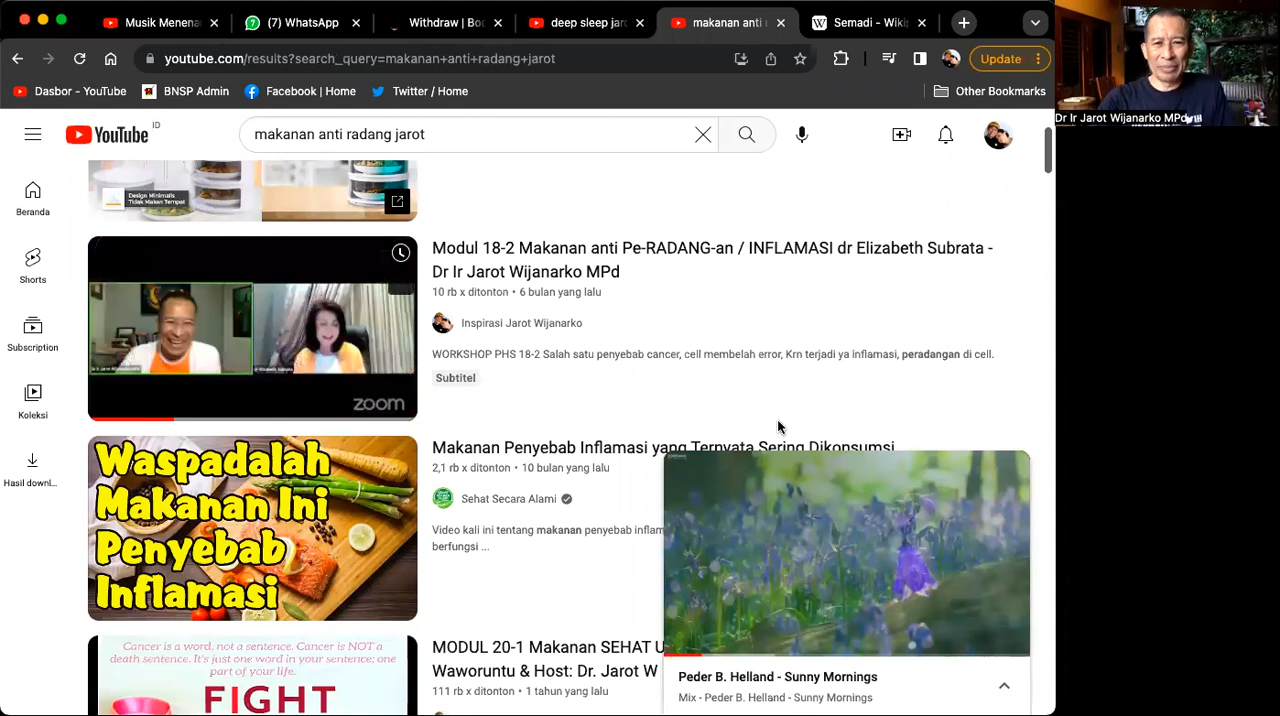 Musik Menena
(7) WhatsApp
Withdraw | Boo
deep sleep jaro
makanan anti
Semadi - Wikip
youtube.com/results?search_query=makanan+anti+radang+jarot
Update
Dasbor - YouTube
BNSP Admin
Facebook | Home
Twitter / Home
Other Bookmarks
Dr Ir Jarot Wijanarko MPd
YouTube ID
makanan anti radang jarot
Beranda
Shorts
Subscription
Koleksi
Hasil downl...
Design Minimalis
Tidak Makan Tempat
Modul 18-2 Makanan anti Pe-RADANG-an / INFLAMASI dr Elizabeth Subrata -
Dr Ir Jarot Wijanarko MPd
10 rb x ditonton • 6 bulan yang lalu
Inspirasi Jarot Wijanarko
WORKSHOP PHS 18-2 Salah satu penyebab cancer, cell membelah error, Krn terjadi ya inflamasi, peradangan di cell.
Subtitel
zoom
Waspadalah
Makanan Ini
Penyebab
Inflamasi
Makanan Penyebab Inflamasi yang Ternyata Sering Dikonsumsi
2,1 rb x ditonton • 10 bulan yang lalu
Sehat Secara Alami
Video kali ini tentang makanan penyebab inflam
berfungsi ...
Cancer is a word, not a sentence. Cancer is NOT a
death sentence. It's just one word in your sentence; one
part of your life.
FIGHT
MODUL 20-1 Makanan SEHAT U
Waworuntu & Host: Dr. Jarot W
111 rb x ditonton • 1 tahun yang lalu
Peder B. Helland - Sunny Mornings
Mix - Peder B. Helland - Sunny Mornings